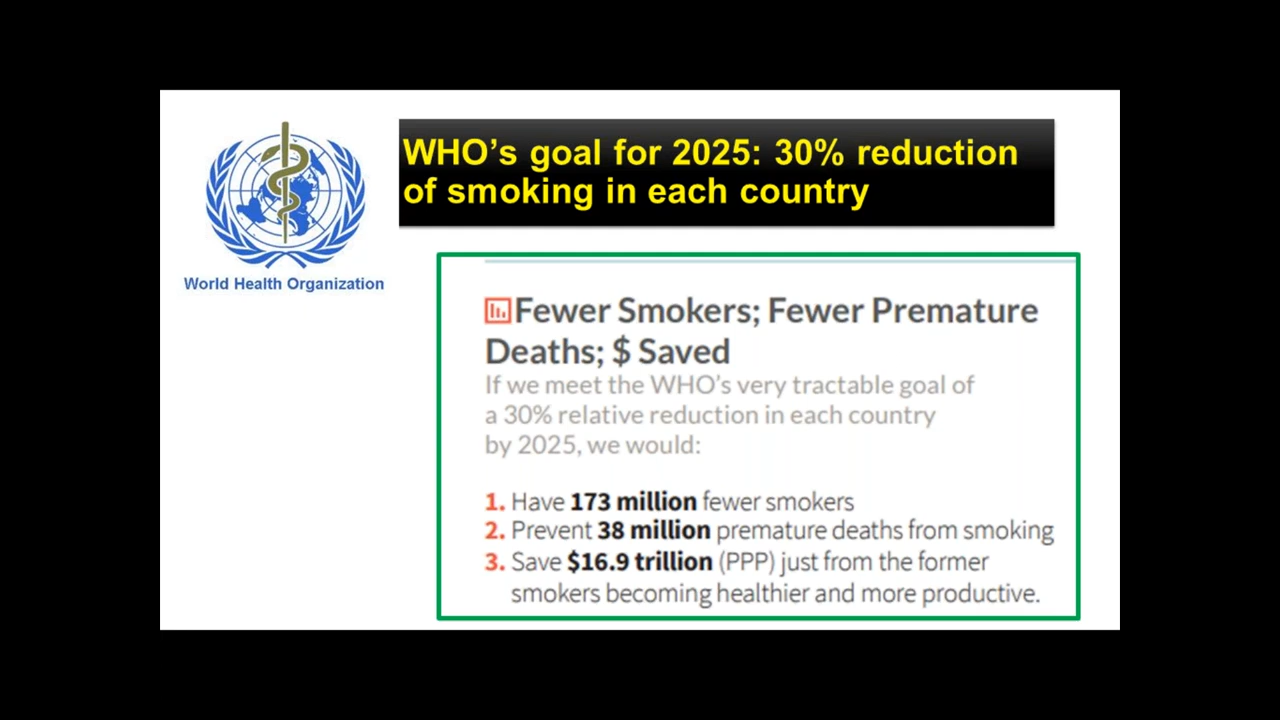 World Health Organization
WHO’s goal for 2025: 30% reduction
of smoking in each country
Fewer Smokers; Fewer Premature
Deaths; $ Saved
If we meet the WHO’s very tractable goal of
a 30% relative reduction in each country
by 2025, we would:
1. Have 173 million fewer smokers
2. Prevent 38 million premature deaths from smoking
3. Save $16.9 trillion (PPP) just from the former
smokers becoming healthier and more productive.